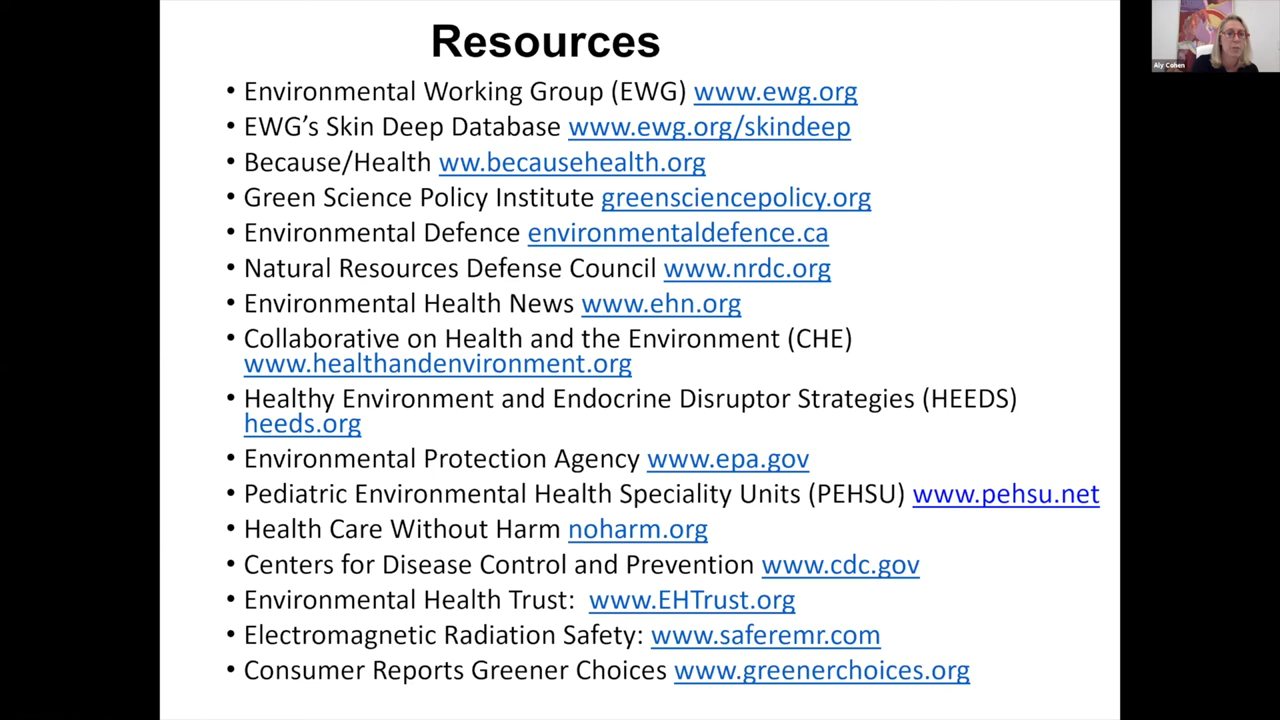 Resources
• Environmental Working Group (EWG) www.ewg.org
• EWG’s Skin Deep Database www.ewg.org/skindeep
• Because/Health ww.becausehealth.org
• Green Science Policy Institute greensciencepolicy.org
• Environmental Defence environmentaldefence.ca
• Natural Resources Defense Council www.nrdc.org
• Environmental Health News www.ehn.org
• Collaborative on Health and the Environment (CHE)
www.healthandenvironment.org
• Healthy Environment and Endocrine Disruptor Strategies (HEEDS)
heeds.org
• Environmental Protection Agency www.epa.gov
• Pediatric Environmental Health Speciality Units (PEHSU) www.pehsu.net
• Health Care Without Harm noharm.org
• Centers for Disease Control and Prevention www.cdc.gov
• Environmental Health Trust: www.EHTrust.org
• Electromagnetic Radiation Safety: www.saferemr.com
• Consumer Reports Greener Choices www.greenerchoices.org
Aly Cohen